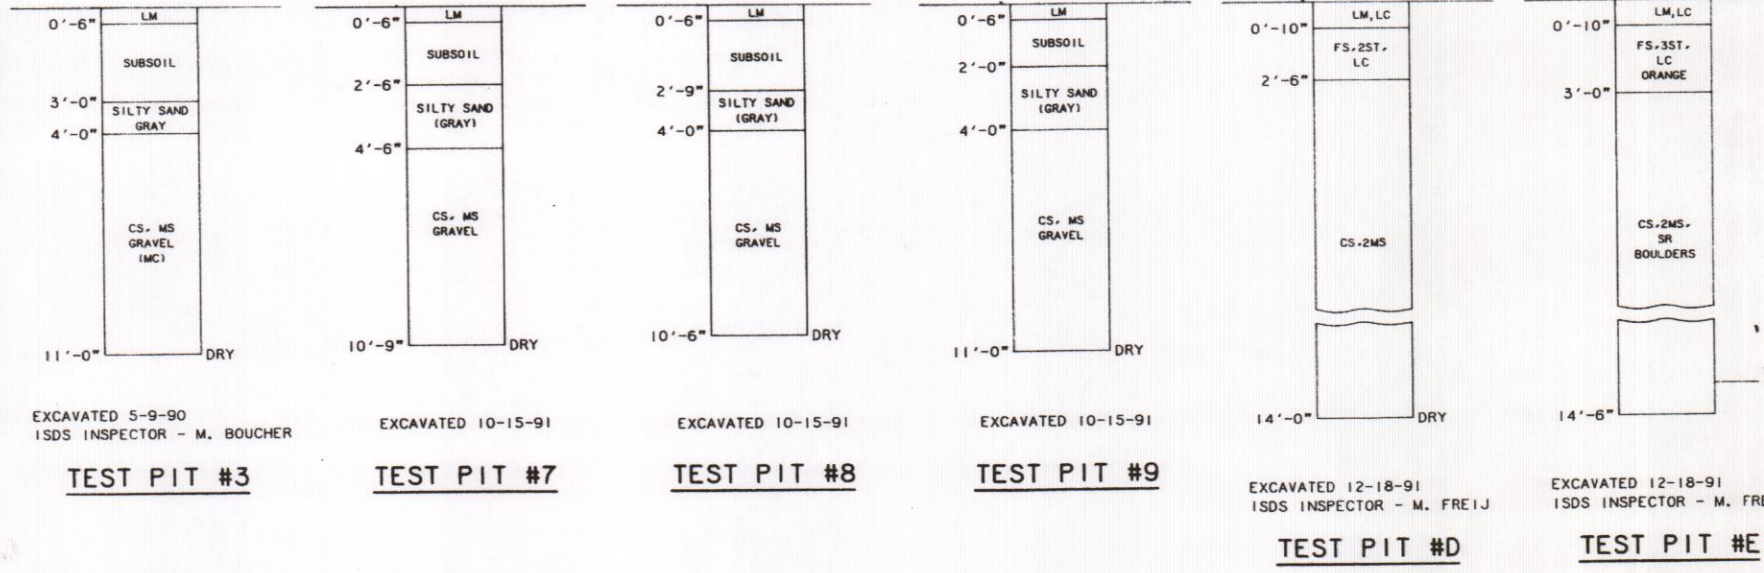 LM
0'-6"
SUBSOIL
3'-0"
SILTY SAND
GRAY
4'-0"
CS, MS
GRAVEL
(MC)
11'-0"
DRY
EXCAVATED 5-9-90
ISDS INSPECTOR - M. BOUCHER
TEST PIT #3
LM
0'-6"
SUBSOIL
2'-6"
SILTY SAND
(GRAY)
4'-6"
CS, MS
GRAVEL
10'-9"
DRY
EXCAVATED 10-15-91
TEST PIT #7
LM
0'-6"
SUBSOIL
2'-9"
SILTY SAND
(GRAY)
4'-0"
CS, MS
GRAVEL
10'-6"
DRY
EXCAVATED 10-15-91
TEST PIT #8
LM
0'-6"
SUBSOIL
2'-0"
SILTY SAND
(GRAY)
4'-0"
CS, MS
GRAVEL
11'-0"
DRY
EXCAVATED 10-15-91
TEST PIT #9
LM, LC
0'-10"
FS, 2ST,
LC
2'-6"
CS, 2MS
14'-0"
DRY
EXCAVATED 12-18-91
ISDS INSPECTOR - M. FREIJ
TEST PIT #D
LM, LC
0'-10"
FS, 3ST,
LC
ORANGE
3'-0"
CS, 2MS,
SR
BOULDERS
14'-6"
EXCAVATED 12-18-91
ISDS INSPECTOR - M. FRE
TEST PIT #E